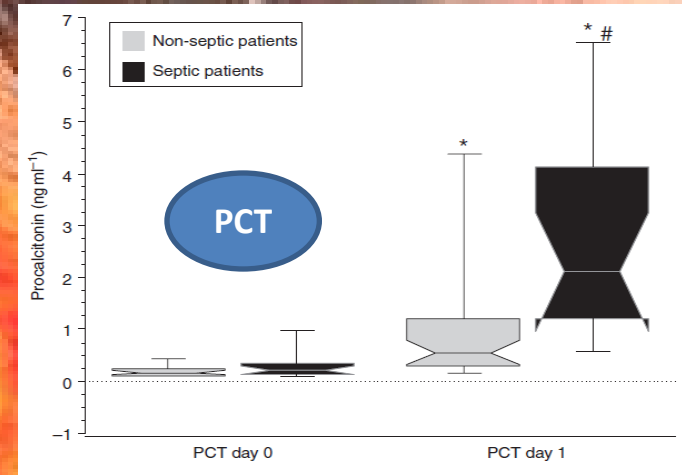 7
6
5
4
3
2
1
0
−1
Procalcitonin (ng ml−1)
Non-septic patients
Septic patients
PCT
*
* #
PCT day 0
PCT day 1